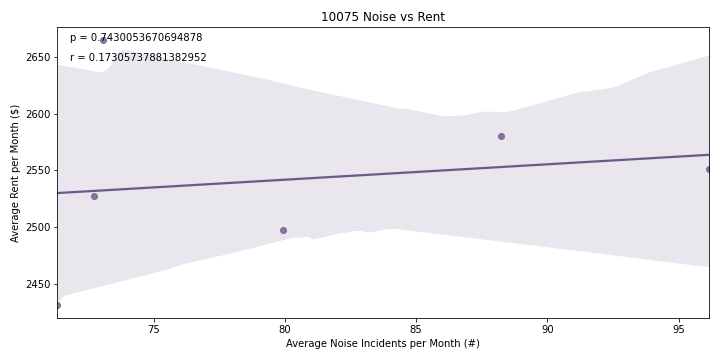 10075 Noise vs Rent
p = 0.7430053670694878
r = 0.17305737881382952
2650
2600
2550
2500
2450
Average Rent per Month ($)
75 80 85 90 95
Average Noise Incidents per Month (#)